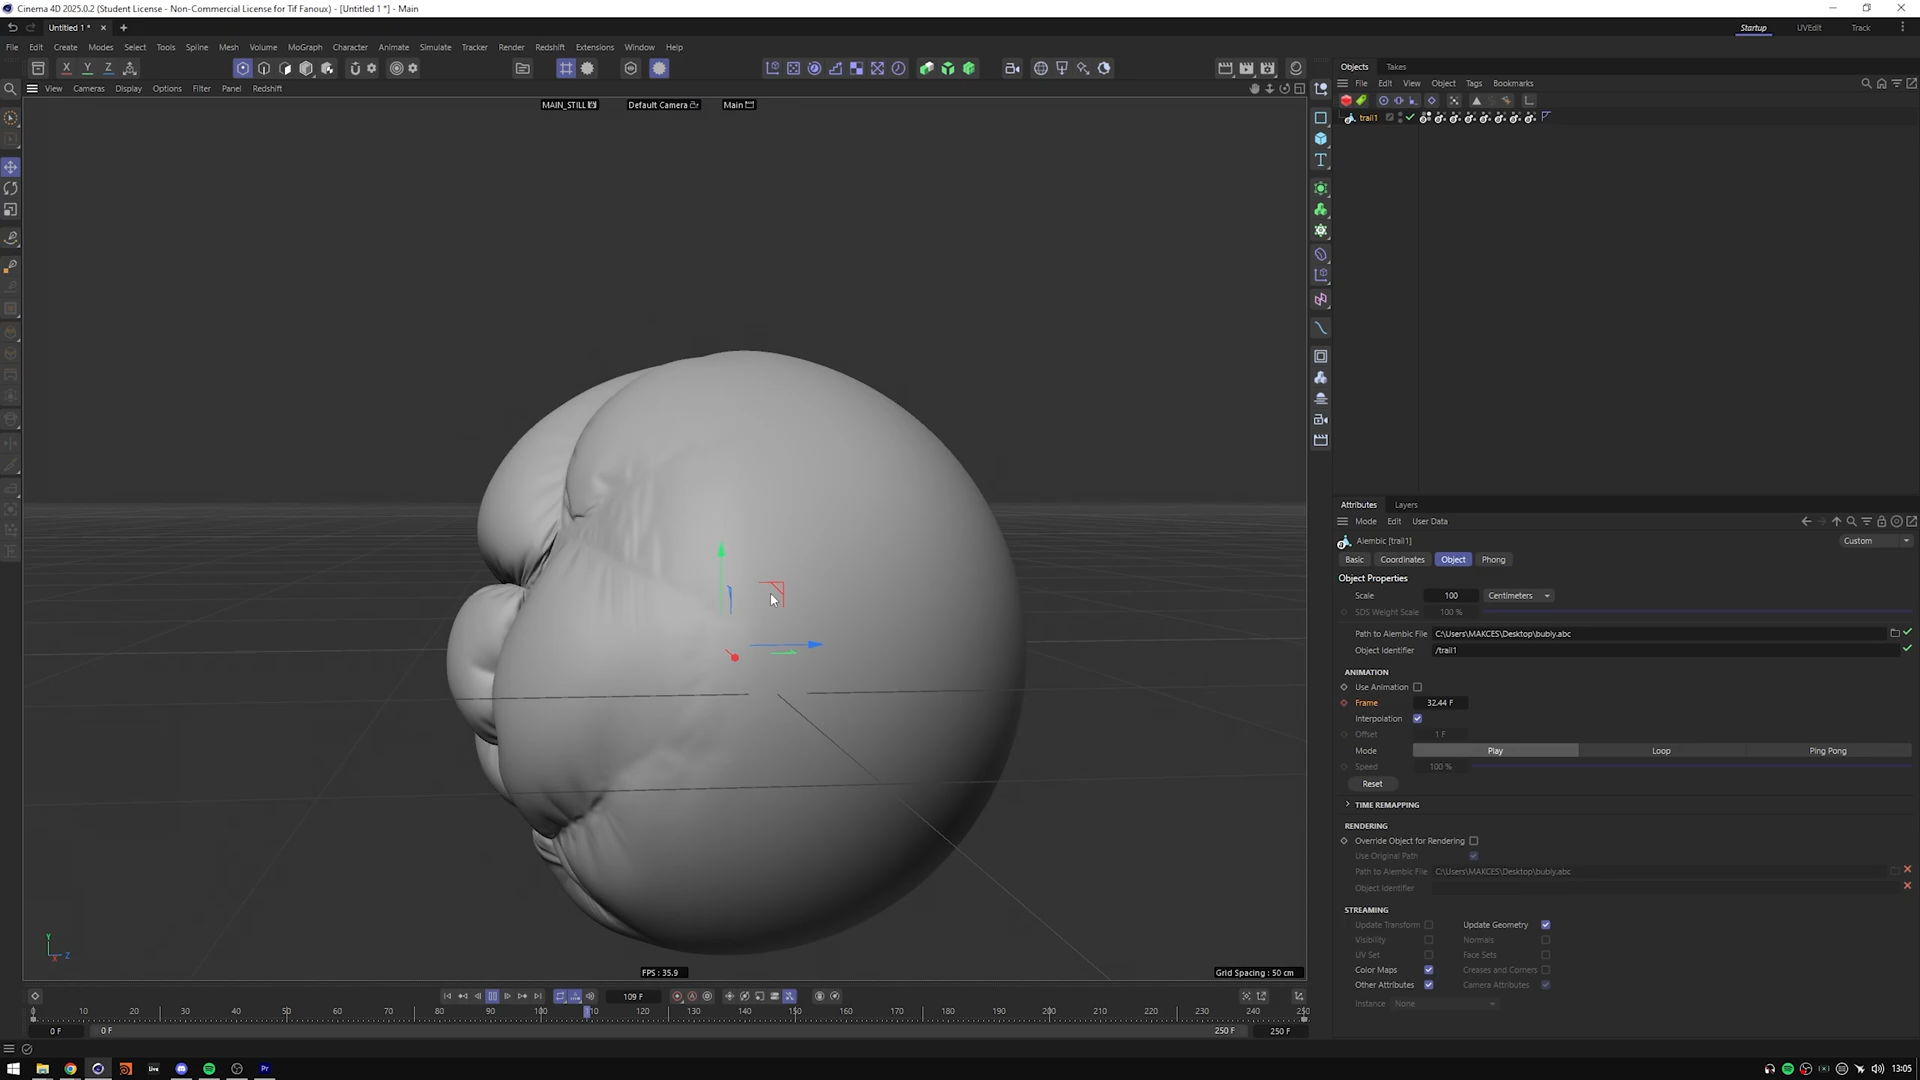 Cinema 4D 2025.0.2 (Student License - Non-Commercial License for Tif Fanoux) - [Untitled 1 *] - Main
Untitled 1 *
Startup
UVEdit
Track
File Edit Create Modes Select Tools Spline Mesh Volume MoGraph Character Animate Simulate Tracker Render Redshift Extensions Window Help
X Y Z
View Cameras Display Options Filter Panel Redshift
MAIN_STILL
Default Camera
Main
Objects Takes
File Edit View Object Tags Bookmarks
trail1
Attributes Layers
Mode Edit User Data
Alembic [trail1]
Custom
Basic Coordinates Object Phong
Object Properties
Scale 100 Centimeters
SDS Weight Scale 100 %
Path to Alembic File C:\Users\MAKCES\Desktop\bubly.abc
Object Identifier /trail1
ANIMATION
Use Animation
Frame 32.44 F
Interpolation
Offset 1 F
Mode Play Loop Ping Pong
Speed 100 %
Reset
TIME REMAPPING
RENDERING
Override Object for Rendering
Use Original Path
Path to Alembic File C:\Users\MAKCES\Desktop\bubly.abc
Object Identifier
STREAMING
Update Transform Update Geometry
Visibility Normals
UV Set Face Sets
Color Maps Creases and Corners
Other Attributes Camera Attributes
Instance None
Y
X Z
FPS : 35.9
Grid Spacing : 50 cm
109 F
0 10 20 30 40 50 60 70 80 90 100 110 120 130 140 150 160 170 180 190 200 210 220 230 240 250
0 F 0 F 250 F 250 F
Live Pr 13:05